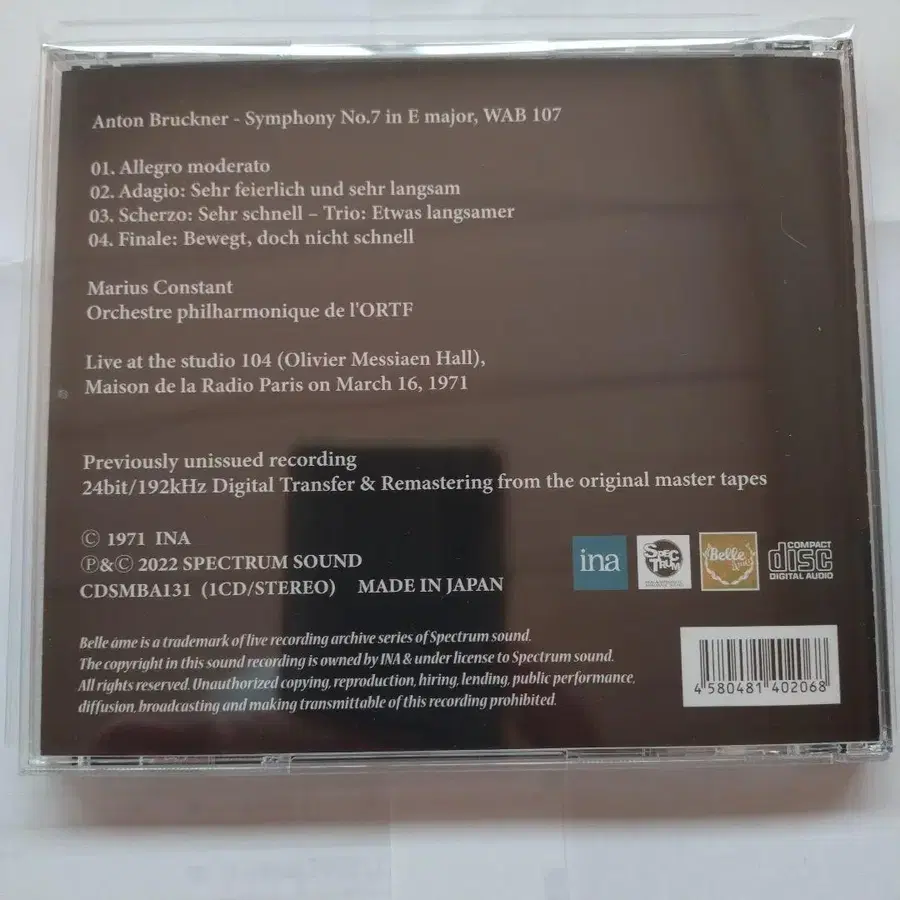 Anton Bruckner - Symphony No.7 in E major, WAB 107
01. Allegro moderato
02. Adagio: Sehr feierlich und sehr langsam
03. Scherzo: Sehr schnell – Trio: Etwas langsamer
04. Finale: Bewegt, doch nicht schnell
Marius Constant
Orchestre philharmonique de l'ORTF
Live at the studio 104 (Olivier Messiaen Hall),
Maison de la Radio Paris on March 16, 1971
Previously unissued recording
24bit/192kHz Digital Transfer & Remastering from the original master tapes
© 1971 INA
℗&© 2022 SPECTRUM SOUND
CDSMBA131 (1CD/STEREO) MADE IN JAPAN
ina
SPECTRUM
Belle âme
COMPACT
disc
DIGITAL AUDIO
Belle âme is a trademark of live recording archive series of Spectrum sound.
The copyright in this sound recording is owned by INA & under license to Spectrum sound.
All rights reserved. Unauthorized copying, reproduction, hiring, lending, public performance,
diffusion, broadcasting and making transmittable of this recording prohibited.
4 580481 402068